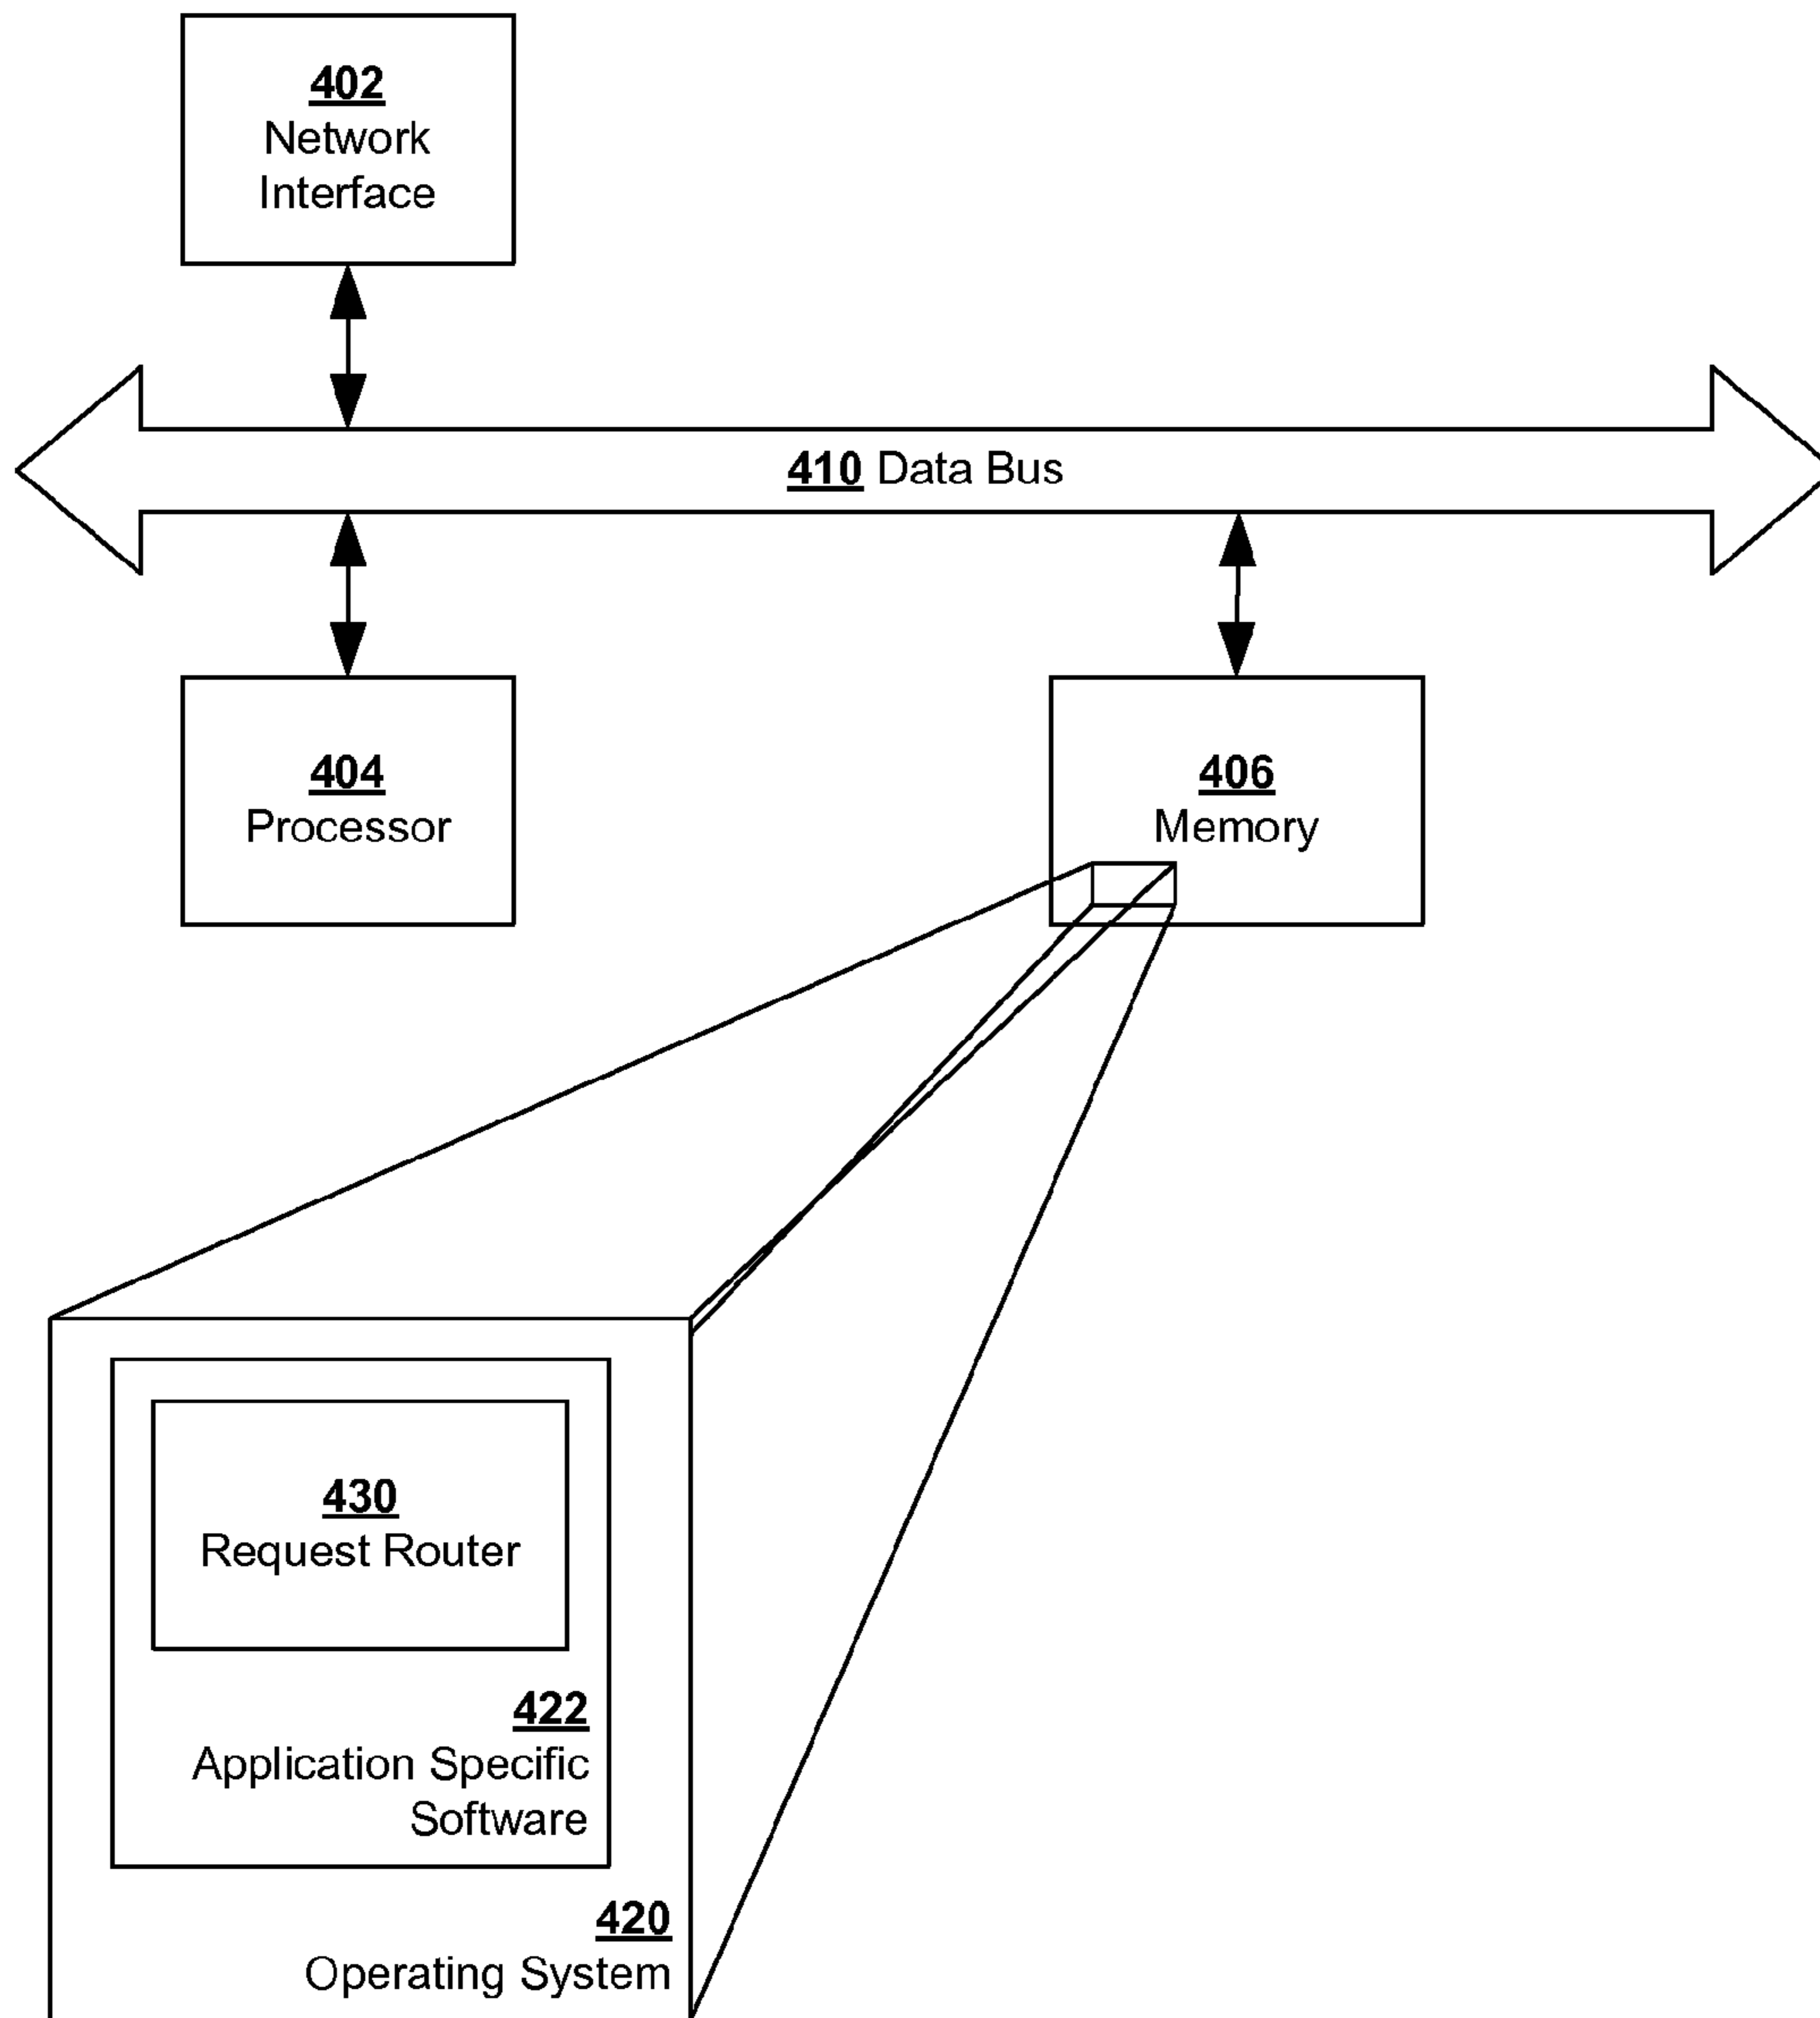 402
Network
Interface
410 Data Bus
404
Processor
406
Memory
430
Request Router
422
Application Specific
Software
420
Operating System